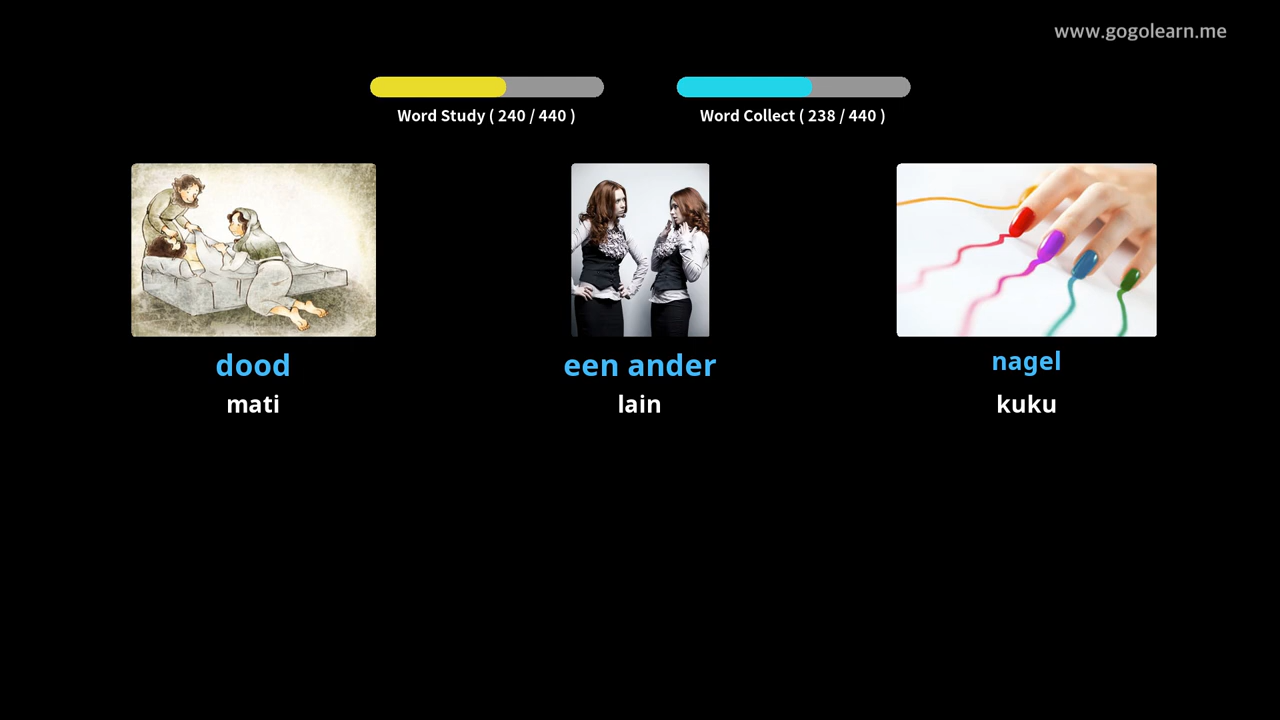 www.gogolearn.me
Word Study ( 240 / 440 )
Word Collect ( 238 / 440 )
dood
mati
een ander
lain
nagel
kuku